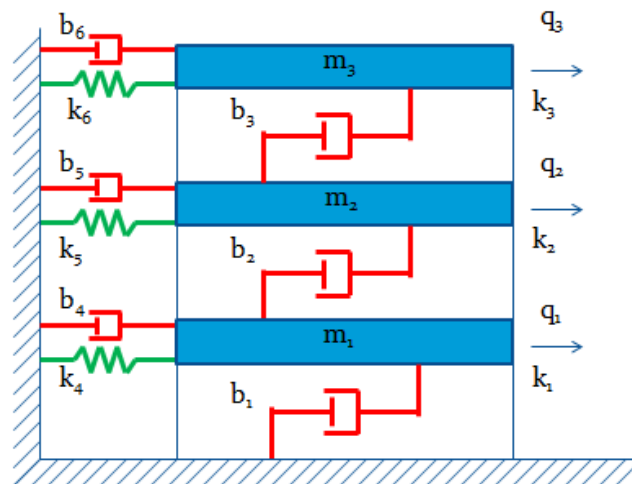 b₆ q₃
m₃
k₆ b₃ k₃
b₅ q₂
m₂
k₅ b₂ k₂
b₄ q₁
m₁
k₄ b₁ k₁